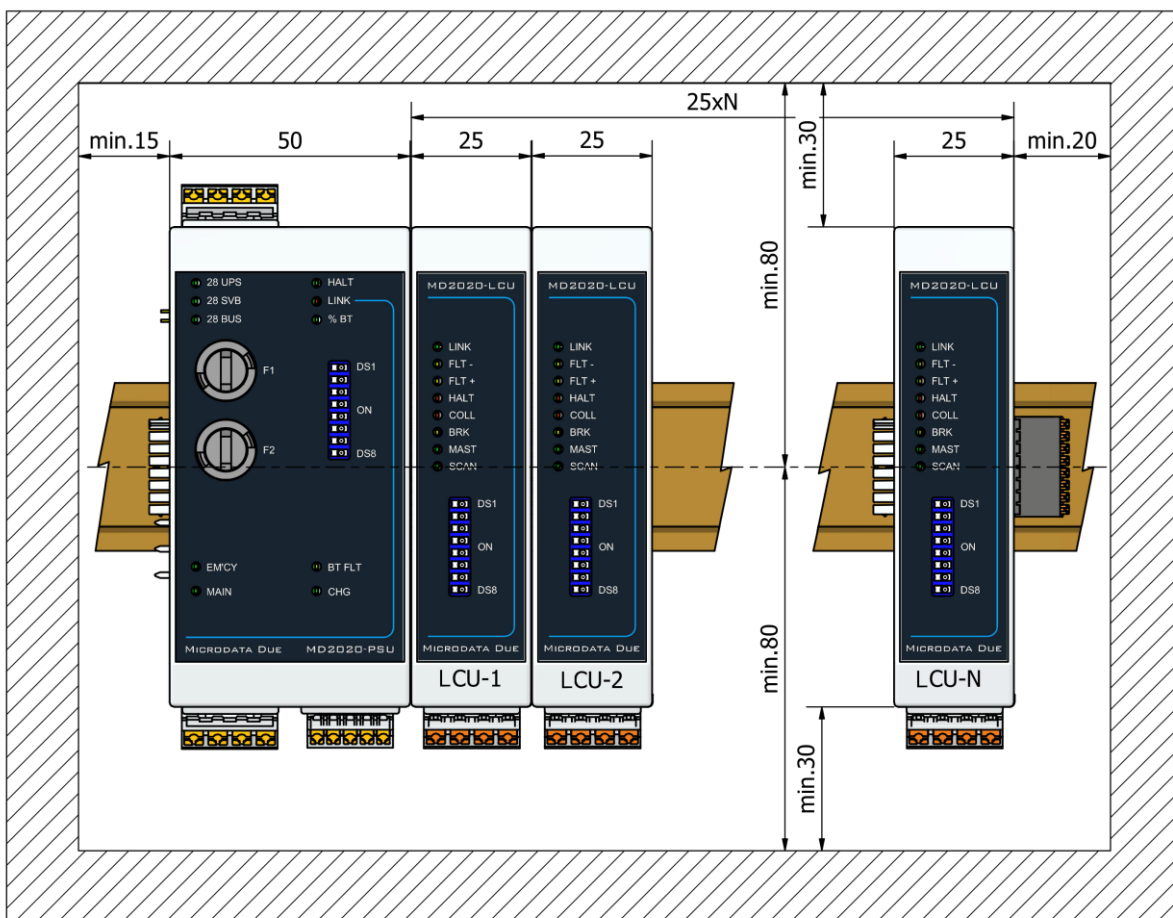 25xN
min.15
50
25
25
min.30
25
min.20
min.80
28 UPS
28 SVB
28 BUS
HALT
LINK
% BT
F1
F2
DS1
ON
DS8
EM'CY
MAIN
BT FLT
CHG
MICRODATA DUE
MD2020-PSU
MD2020-LCU
LINK
FLT -
FLT +
HALT
COLL
BRK
MAST
SCAN
DS1
ON
DS8
MICRODATA DUE
LCU-1
MD2020-LCU
LINK
FLT -
FLT +
HALT
COLL
BRK
MAST
SCAN
DS1
ON
DS8
MICRODATA DUE
LCU-2
MD2020-LCU
LINK
FLT -
FLT +
HALT
COLL
BRK
MAST
SCAN
DS1
ON
DS8
MICRODATA DUE
LCU-N
min.80
min.30